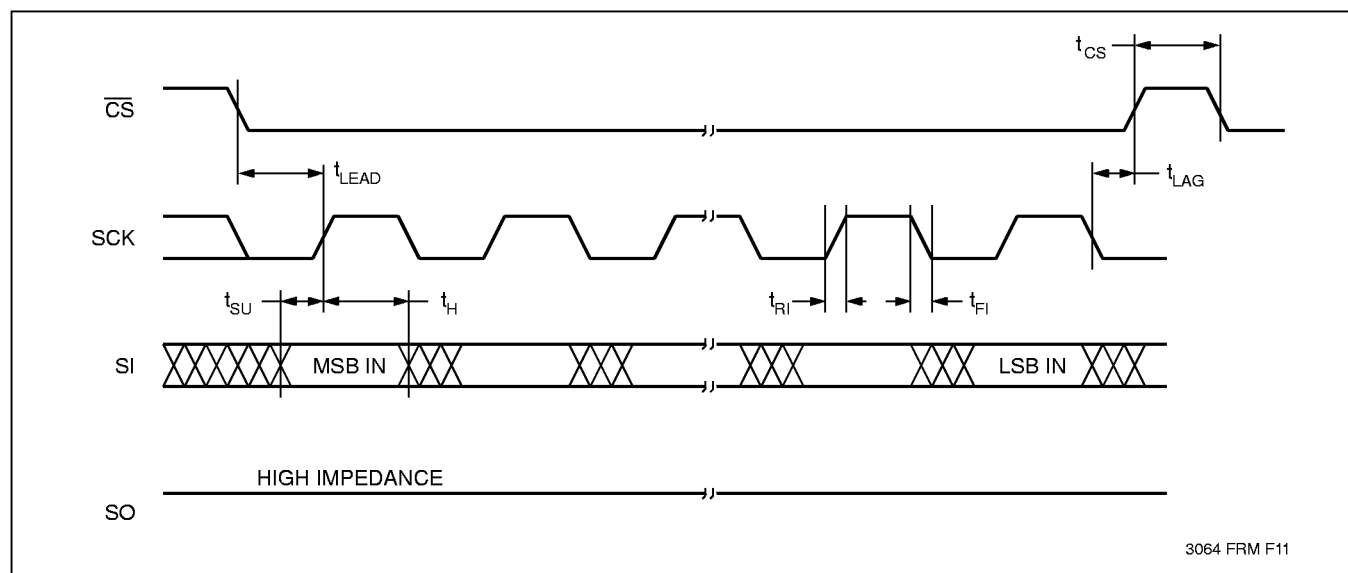 tCS
CS
tLEAD
tLAG
SCK
tSU
tH
tRI
tFI
SI
MSB IN
LSB IN
HIGH IMPEDANCE
SO
3064 FRM F11